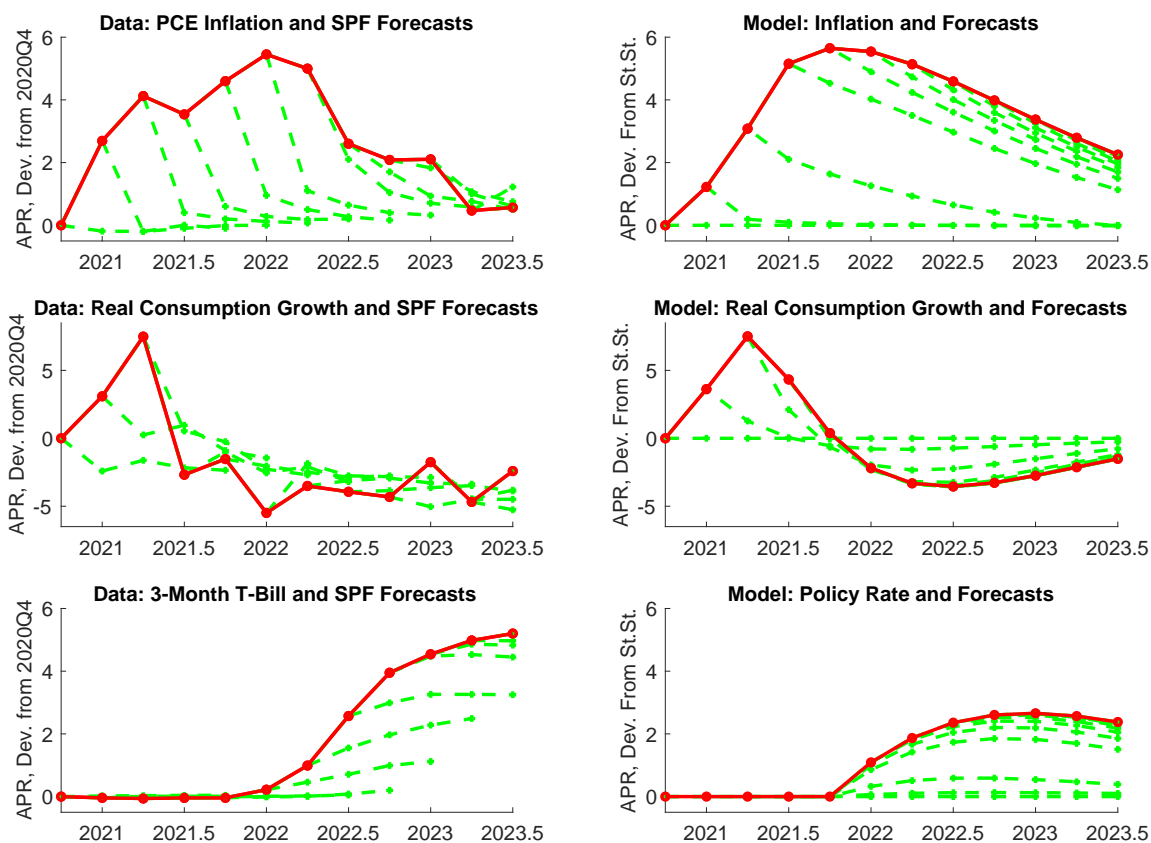 Data: PCE Inflation and SPF Forecasts
APR, Dev. from 2020Q4
6
4
2
0
2021 2021.5 2022 2022.5 2023 2023.5
Model: Inflation and Forecasts
APR, Dev. From St.St.
6
4
2
0
2021 2021.5 2022 2022.5 2023 2023.5
Data: Real Consumption Growth and SPF Forecasts
APR, Dev. from 2020Q4
5
0
-5
2021 2021.5 2022 2022.5 2023 2023.5
Model: Real Consumption Growth and Forecasts
APR, Dev. From St.St.
5
0
-5
2021 2021.5 2022 2022.5 2023 2023.5
Data: 3-Month T-Bill and SPF Forecasts
APR, Dev. from 2020Q4
6
4
2
0
2021 2021.5 2022 2022.5 2023 2023.5
Model: Policy Rate and Forecasts
APR, Dev. From St.St.
6
4
2
0
2021 2021.5 2022 2022.5 2023 2023.5